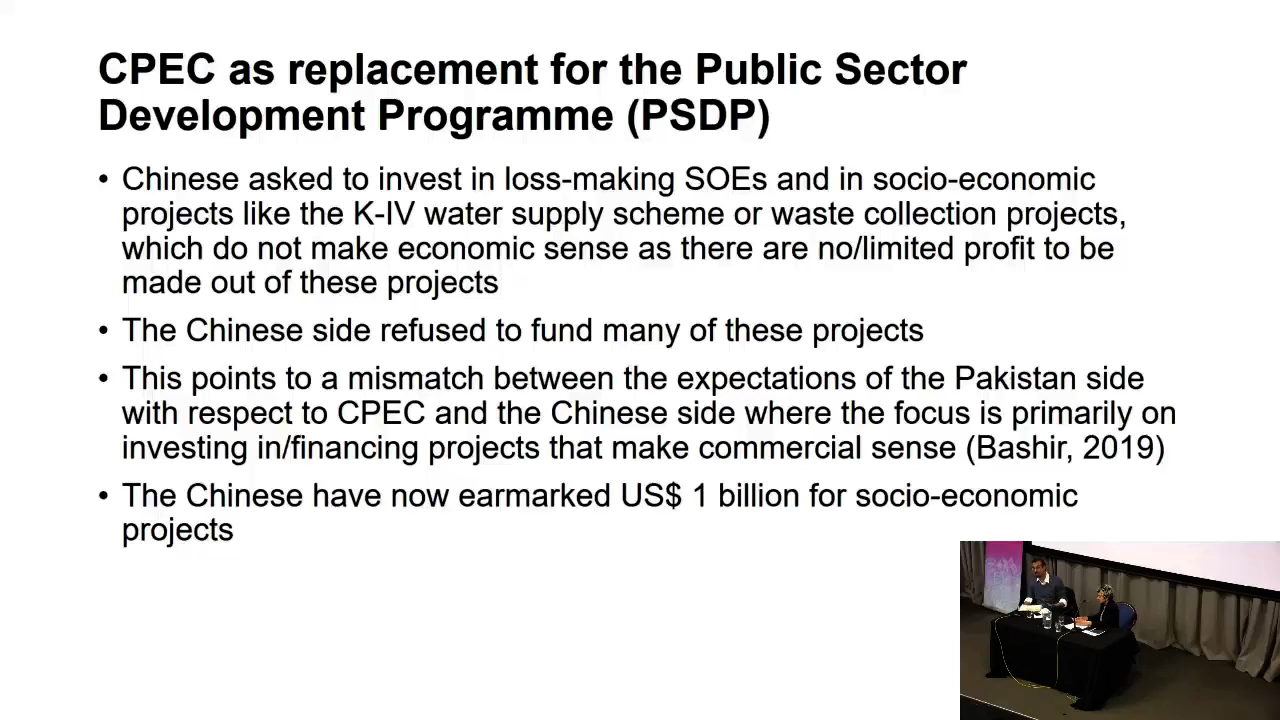 CPEC as replacement for the Public Sector
Development Programme (PSDP)
• Chinese asked to invest in loss-making SOEs and in socio-economic
projects like the K-IV water supply scheme or waste collection projects,
which do not make economic sense as there are no/limited profit to be
made out of these projects
• The Chinese side refused to fund many of these projects
• This points to a mismatch between the expectations of the Pakistan side
with respect to CPEC and the Chinese side where the focus is primarily on
investing in/financing projects that make commercial sense (Bashir, 2019)
• The Chinese have now earmarked US$ 1 billion for socio-economic
projects